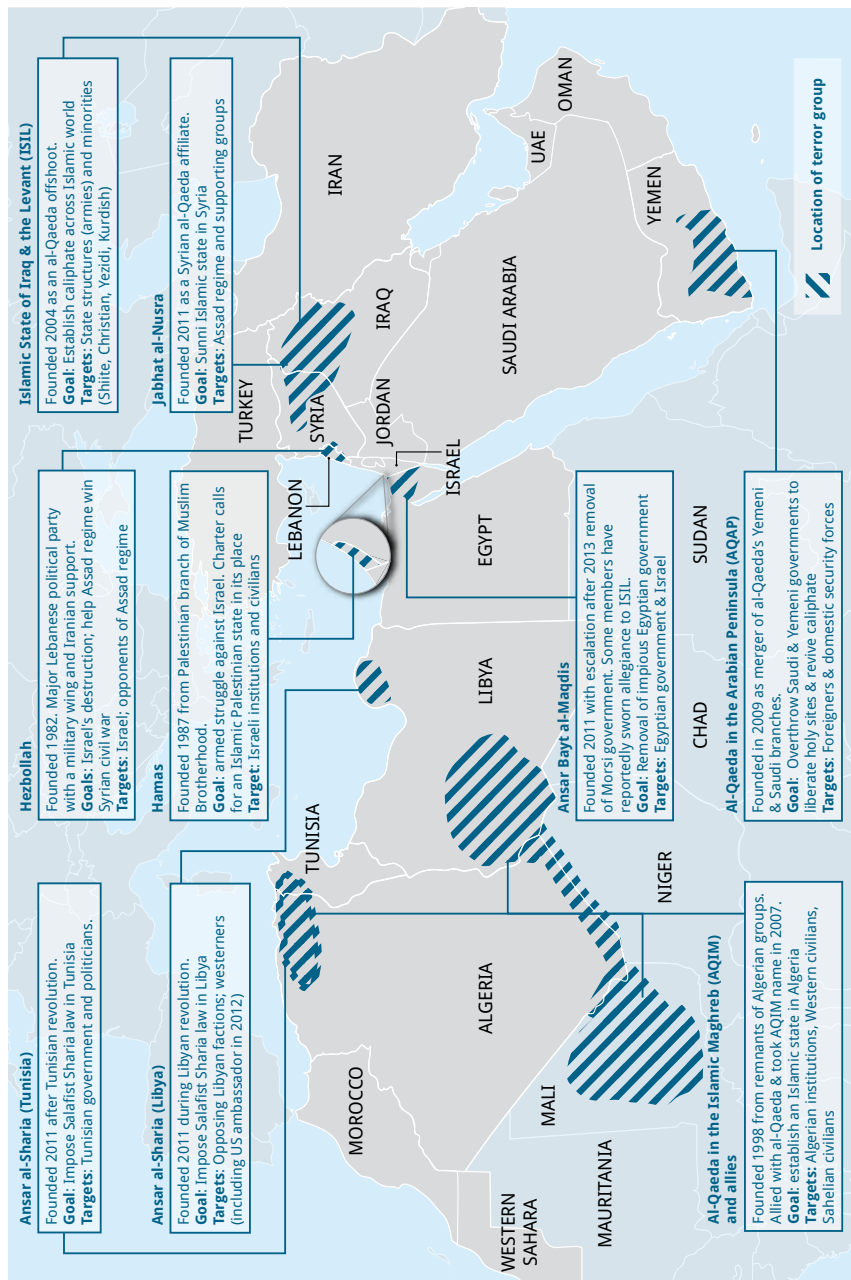 Ansar al-Sharia (Tunisia)
Founded 2011 after Tunisian revolution.
Goal: Impose Salafist Sharia law in Tunisia
Targets: Tunisian government and politicians.
Ansar al-Sharia (Libya)
Founded 2011 during Libyan revolution.
Goal: Impose Salafist Sharia law in Libya
Targets: Opposing Libyan factions; westerners
(including US ambassador in 2012)
Hezbollah
Founded 1982. Major Lebanese political party
with a military wing and Iranian support.
Goals: Israel's destruction; help Assad regime win
Syrian civil war
Targets: Israel; opponents of Assad regime
Hamas
Founded 1987 from Palestinian branch of Muslim
Brotherhood.
Goal: armed struggle against Israel. Charter calls
for an Islamic Palestinian state in its place
Target: Israeli institutions and civilians
Islamic State of Iraq & the Levant (ISIL)
Founded 2004 as an al-Qaeda offshoot.
Goal: Establish caliphate across Islamic world
Targets: State structures (armies) and minorities
(Shiite, Christian, Yezidi, Kurdish)
Jabhat al-Nusra
Founded 2011 as a Syrian al-Qaeda affiliate.
Goal: Sunni Islamic state in Syria
Targets: Assad regime and supporting groups
TURKEY
LEBANON
SYRIA
TUNISIA
IRAN
MOROCCO
JORDAN
IRAQ
ISRAEL
ALGERIA
LIBYA
EGYPT
SAUDI ARABIA
UAE
OMAN
WESTERN
SAHARA
MALI
MAURITANIA
NIGER
CHAD
SUDAN
YEMEN
Ansar Bayt al-Maqdis
Founded 2011 with escalation after 2013 removal
of Morsi government. Some members have
reportedly sworn allegiance to ISIL.
Goal: Removal of impious Egyptian government
Targets: Egyptian government & Israel
Al-Qaeda in the Islamic Maghreb (AQIM)
and allies
Founded 1998 from remnants of Algerian groups.
Allied with al-Qaeda & took AQIM name in 2007.
Goal: establish an Islamic state in Algeria
Targets: Algerian institutions, Western civilians,
Sahelian civilians
Al-Qaeda in the Arabian Peninsula (AQAP)
Founded in 2009 as merger of al-Qaeda's Yemeni
& Saudi branches.
Goal: Overthrow Saudi & Yemeni governments to
liberate holy sites & revive caliphate
Targets: Foreigners & domestic security forces
Location of terror group